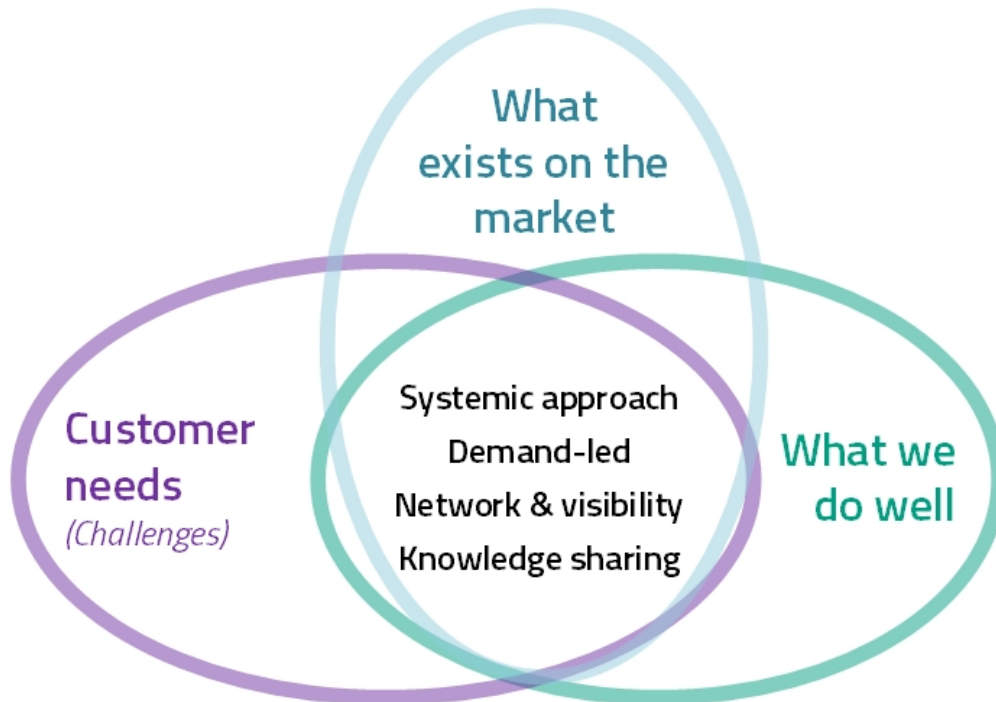 What
exists on the
market
Customer
needs
(Challenges)
Systemic approach
Demand-led
Network & visibility
Knowledge sharing
What we
do well